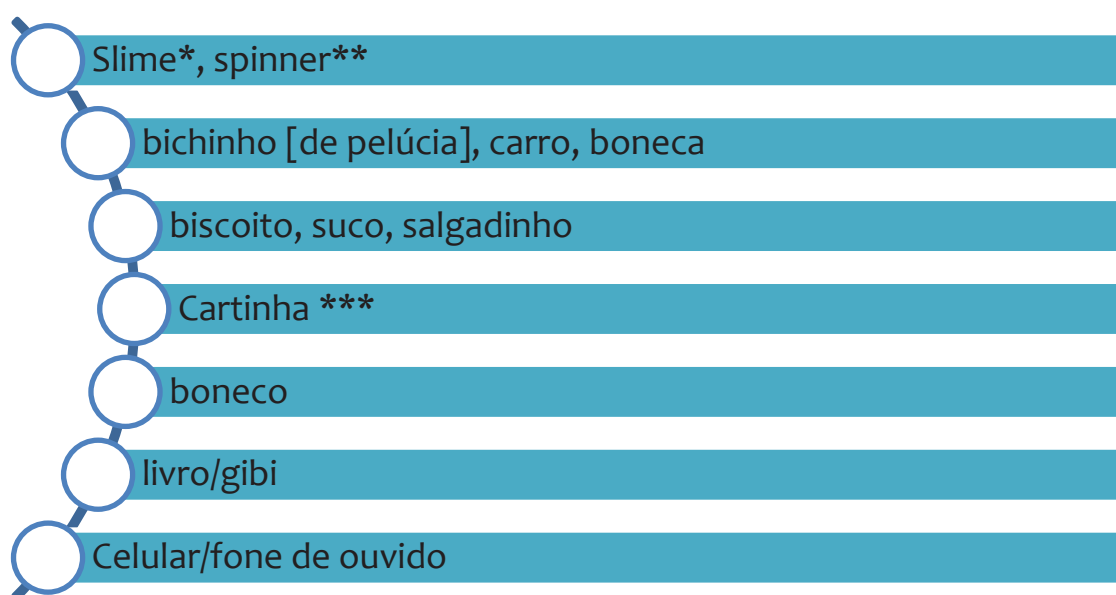 Slime*, spinner**
bichinho [de pelúcia], carro, boneca
biscoito, suco, salgadinho
Cartinha ***
boneco
livro/gibi
Celular/fone de ouvido